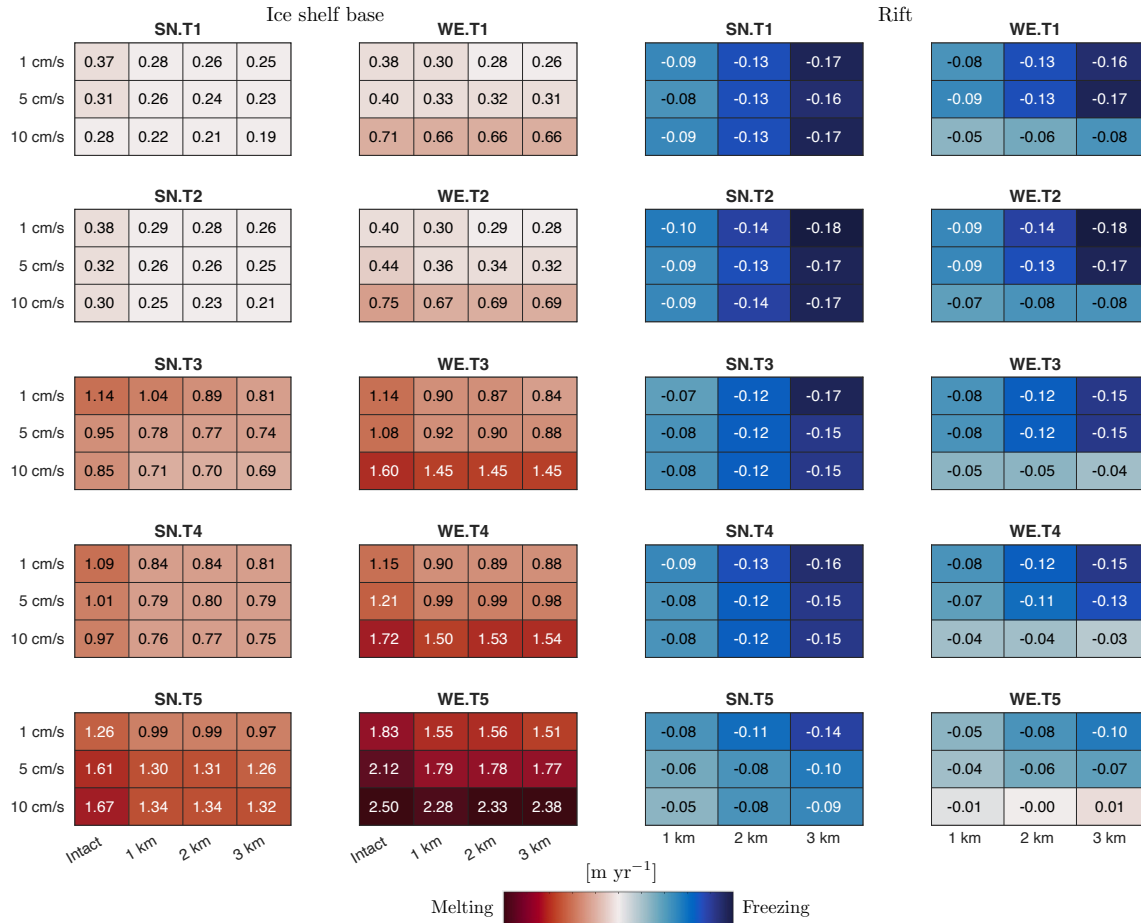 Ice shelf base Rift
SN.T1 WE.T1 SN.T1 WE.T1
1 cm/s 0.37 0.28 0.26 0.25 0.38 0.30 0.28 0.26 -0.09 -0.13 -0.17 -0.08 -0.13 -0.16
5 cm/s 0.31 0.26 0.24 0.23 0.40 0.33 0.32 0.31 -0.08 -0.13 -0.16 -0.09 -0.13 -0.17
10 cm/s 0.28 0.22 0.21 0.19 0.71 0.66 0.66 0.66 -0.09 -0.13 -0.17 -0.05 -0.06 -0.08
SN.T2 WE.T2 SN.T2 WE.T2
1 cm/s 0.38 0.29 0.28 0.26 0.40 0.30 0.29 0.28 -0.10 -0.14 -0.18 -0.09 -0.14 -0.18
5 cm/s 0.32 0.26 0.26 0.25 0.44 0.36 0.34 0.32 -0.09 -0.13 -0.17 -0.09 -0.13 -0.17
10 cm/s 0.30 0.25 0.23 0.21 0.75 0.67 0.69 0.69 -0.09 -0.14 -0.17 -0.07 -0.08 -0.08
SN.T3 WE.T3 SN.T3 WE.T3
1 cm/s 1.14 1.04 0.89 0.81 1.14 0.90 0.87 0.84 -0.07 -0.12 -0.17 -0.08 -0.12 -0.15
5 cm/s 0.95 0.78 0.77 0.74 1.08 0.92 0.90 0.88 -0.08 -0.12 -0.15 -0.08 -0.12 -0.15
10 cm/s 0.85 0.71 0.70 0.69 1.60 1.45 1.45 1.45 -0.08 -0.12 -0.15 -0.05 -0.05 -0.04
SN.T4 WE.T4 SN.T4 WE.T4
1 cm/s 1.09 0.84 0.84 0.81 1.15 0.90 0.89 0.88 -0.09 -0.13 -0.16 -0.08 -0.12 -0.15
5 cm/s 1.01 0.79 0.80 0.79 1.21 0.99 0.99 0.98 -0.08 -0.12 -0.15 -0.07 -0.11 -0.13
10 cm/s 0.97 0.76 0.77 0.75 1.72 1.50 1.53 1.54 -0.08 -0.12 -0.15 -0.04 -0.04 -0.03
SN.T5 WE.T5 SN.T5 WE.T5
1 cm/s 1.26 0.99 0.99 0.97 1.83 1.55 1.56 1.51 -0.08 -0.11 -0.14 -0.05 -0.08 -0.10
5 cm/s 1.61 1.30 1.31 1.26 2.12 1.79 1.78 1.77 -0.06 -0.08 -0.10 -0.04 -0.06 -0.07
10 cm/s 1.67 1.34 1.34 1.32 2.50 2.28 2.33 2.38 -0.05 -0.08 -0.09 -0.01 -0.00 0.01
Intact 1 km 2 km 3 km Intact 1 km 2 km 3 km 1 km 2 km 3 km 1 km 2 km 3 km
[m yr⁻¹]
Melting Freezing